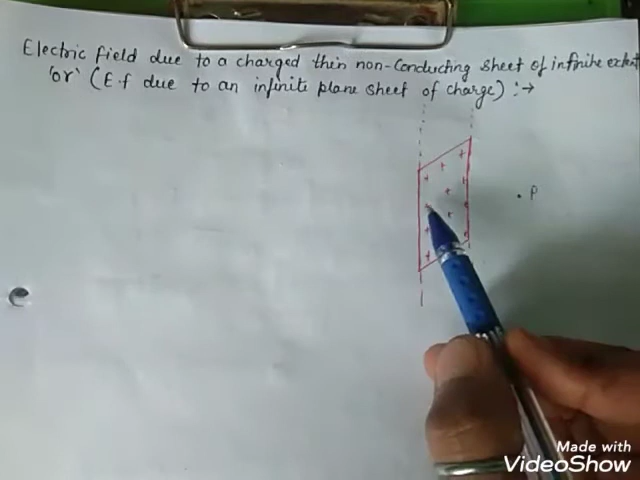 Electric field due to a charged thin non-Conducting sheet of infinite extent
'or' (E.f due to an infinite plane sheet of charge) :→
. P
Made with
VideoShow